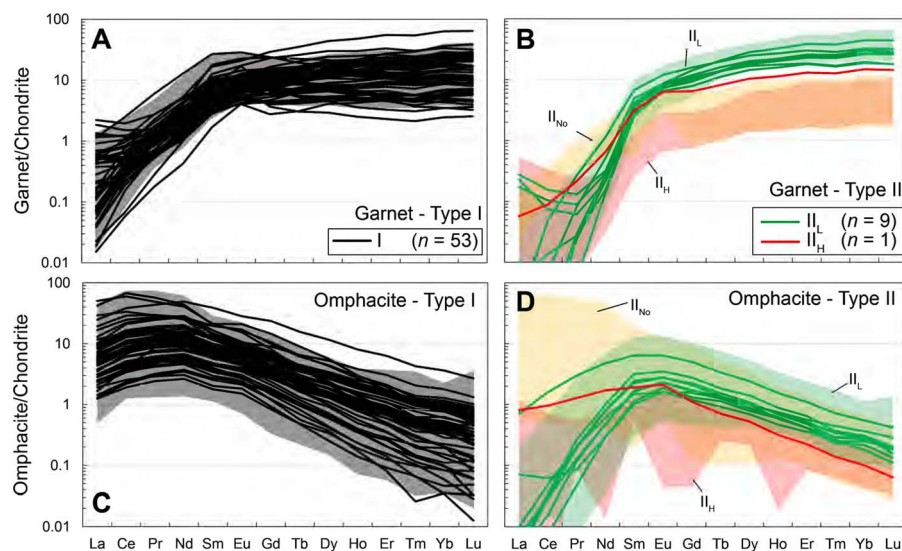 A
Garnet/Chondrite
100
10
1
0.1
0.01
Garnet - Type I
I (n = 53)
B
II_L
II_No
II_H
Garnet - Type II
II_L (n = 9)
II_H (n = 1)
C
Omphacite/Chondrite
100
10
1
0.1
0.01
Omphacite - Type I
La Ce Pr Nd Sm Eu Gd Tb Dy Ho Er Tm Yb Lu
D
Omphacite - Type II
II_No
II_L
II_H
La Ce Pr Nd Sm Eu Gd Tb Dy Ho Er Tm Yb Lu